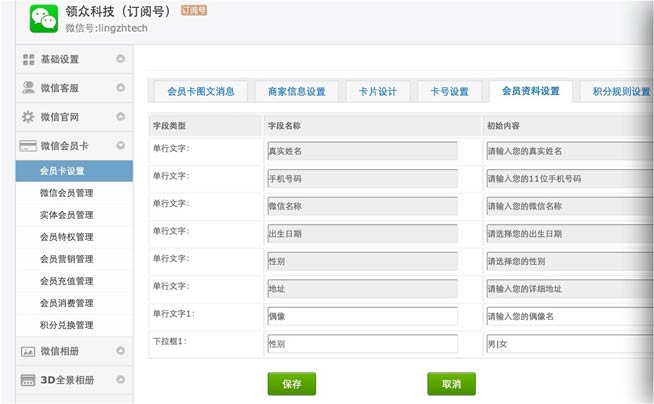 领众科技（订阅号） 订阅号
微信号:lingzhtech
基础设置
微信客服
微信官网
微信会员卡
会员卡设置
微信会员管理
实体会员管理
会员特权管理
会员营销管理
会员充值管理
会员消费管理
积分兑换管理
微信相册
3D全景相册
会员卡图文消息 商家信息设置 卡片设计 卡号设置 会员资料设置 积分规则设置
字段类型 字段名称 初始内容
单行文字: 真实姓名 请输入您的真实姓名
单行文字: 手机号码 请输入您的11位手机号码
单行文字: 微信名称 请输入您的微信名称
单行文字: 出生日期 请选择您的出生日期
单行文字: 性别 请选择您的性别
单行文字: 地址 请输入您的详细地址
单行文字1: 偶像 请输入您的偶像名
下拉框1: 性别 男|女
保存 取消